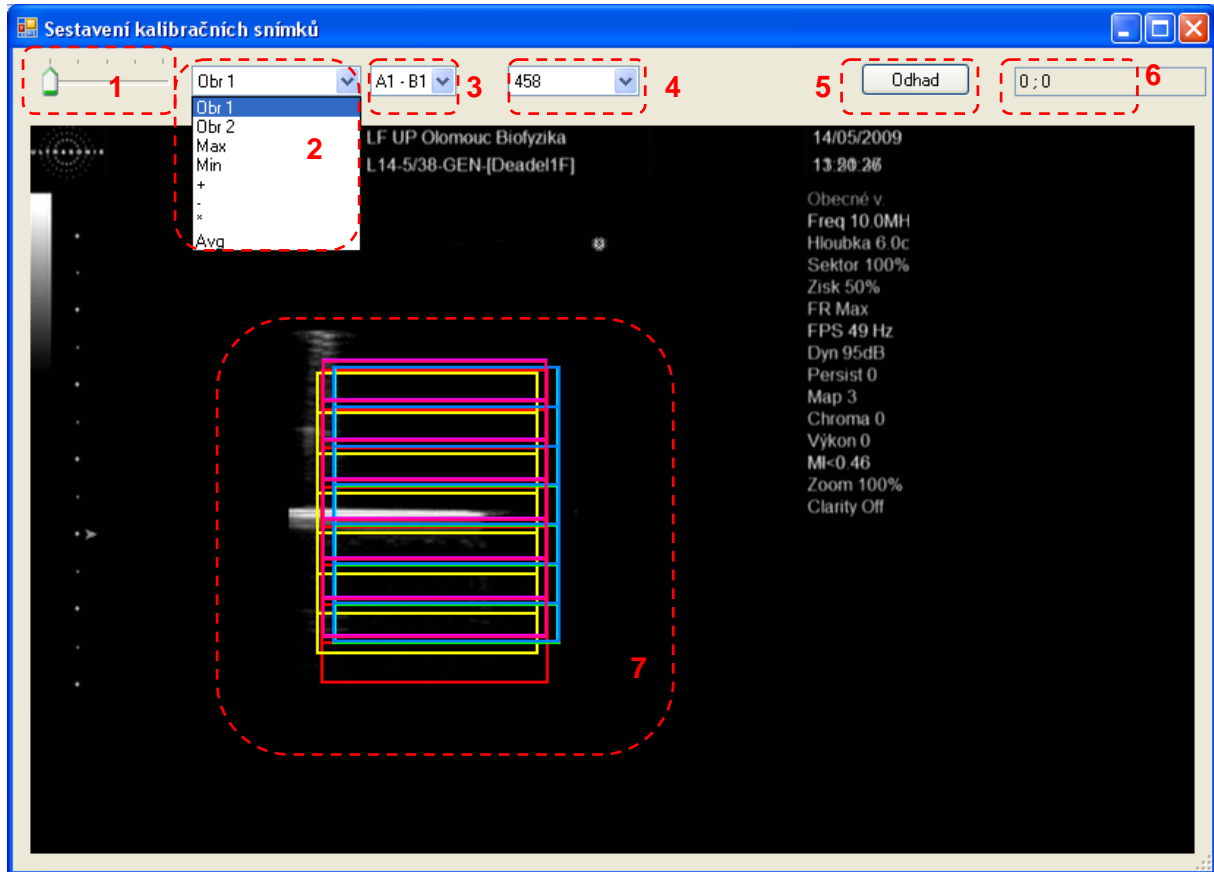 Sestavení kalibračních snímků
1
Obr 1
A1 - B1
3
458
4
5
Odhad
0 ; 0
6
Obr 1
Obr 2
Max
Min
+
-
*
Avg
2
LF UP Olomouc Biofyzika
L14-5/38-GEN-[Deadel1F]
14/05/2009
Obecné v.
Freq 10.0MH
Hloubka 6.0c
Sektor 100%
Zisk 50%
FR Max
FPS 49 Hz
Dyn 95dB
Persist 0
Map 3
Chroma 0
Výkon 0
MI<0.46
Zoom 100%
Clarity Off
7